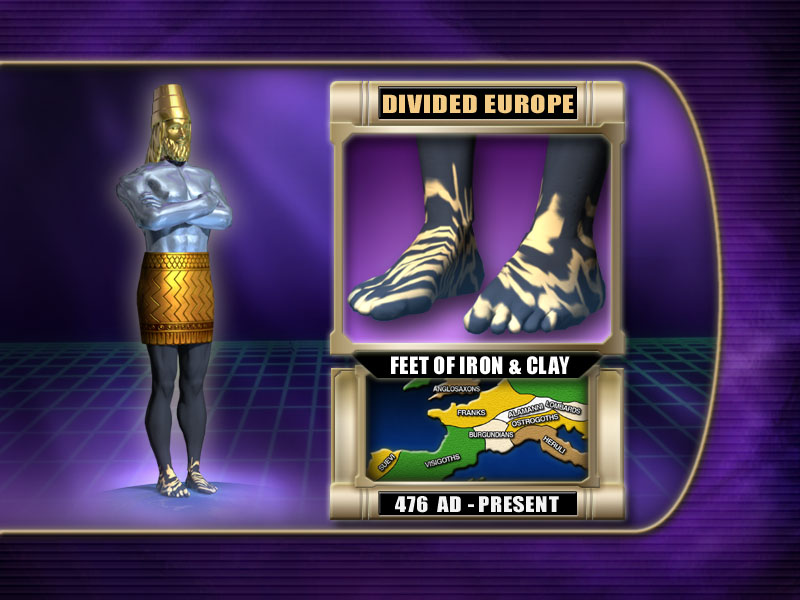 DIVIDED EUROPE
FEET OF IRON & CLAY
ANGLOSAXONS
FRANKS
ALAMANNI
LOMBARDS
OSTROGOTHS
BURGUNDIANS
HERULI
VISIGOTHS
SUEVI
476 AD - PRESENT